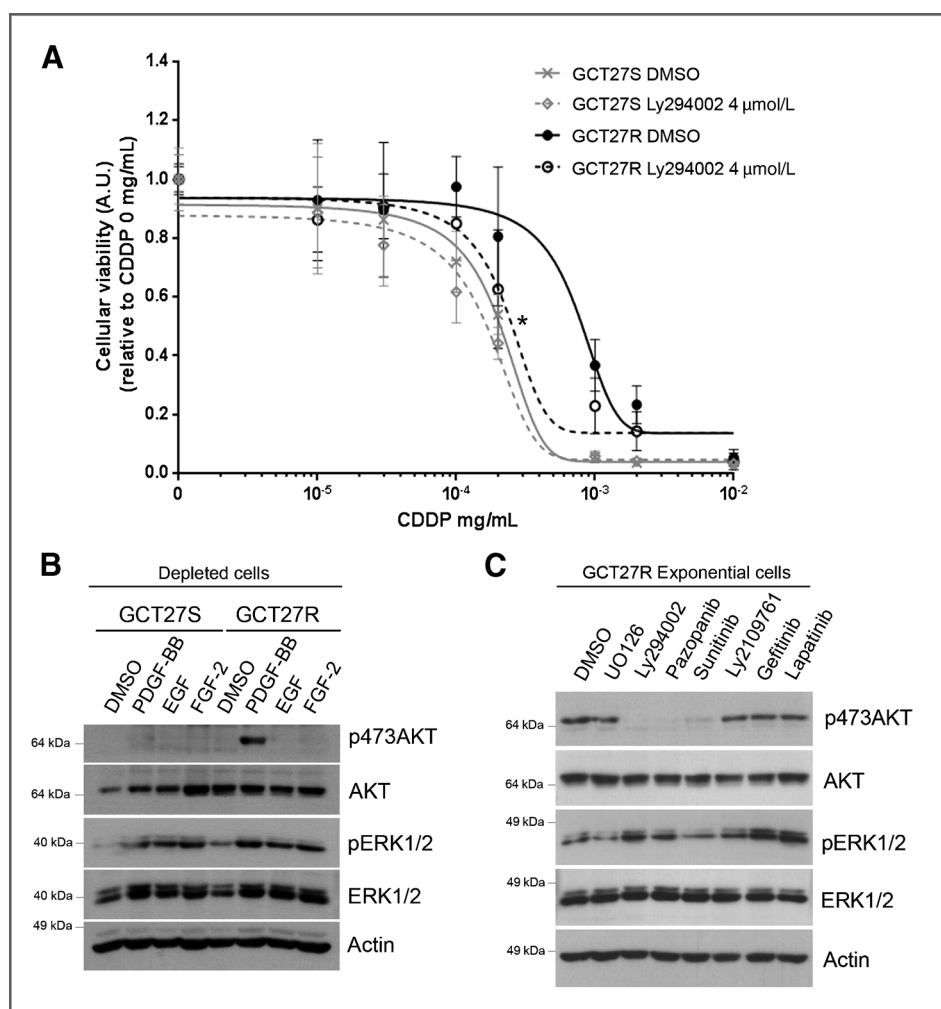 A
Cellular viability (A.U.)
(relative to CDDP 0 mg/mL)
1.4
1.2
1.0
0.8
0.6
0.4
0.2
0.0
GCT27S DMSO
GCT27S Ly294002 4 µmol/L
GCT27R DMSO
GCT27R Ly294002 4 µmol/L
*
0
10-5
10-4
10-3
10-2
CDDP mg/mL
B
Depleted cells
GCT27S GCT27R
DMSO
PDGF-BB
EGF
FGF-2
DMSO
PDGF-BB
EGF
FGF-2
64 kDa p473AKT
64 kDa AKT
40 kDa pERK1/2
40 kDa ERK1/2
49 kDa
Actin
C
GCT27R Exponential cells
DMSO
UO126
Ly294002
Pazopanib
Sunitinib
Ly2109761
Gefitinib
Lapatinib
64 kDa p473AKT
64 kDa AKT
49 kDa
pERK1/2
49 kDa
ERK1/2
49 kDa Actin